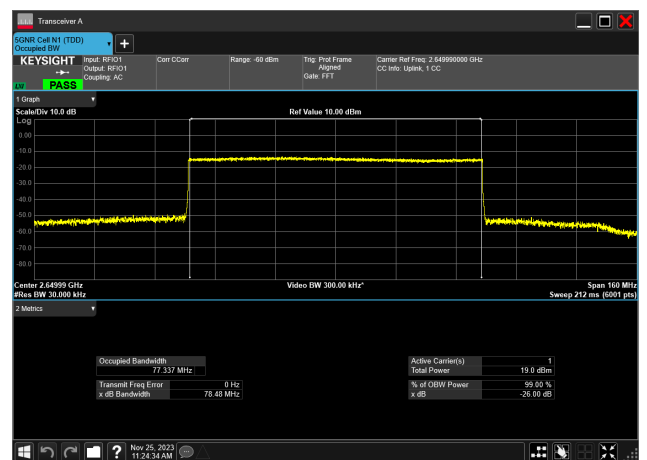 Transceiver A
5GNR Cell N1 (TDD)
Occupied BW
KEYSIGHT
LV PASS
Input: RFIO1
Output: RFIO1
Coupling: AC
Corr CCorr
Range: -60 dBm
Trig: Prot Frame
Aligned
Gate: FFT
Carrier Ref Freq: 2.649990000 GHz
CC Info: Uplink, 1 CC
1 Graph
Scale/Div 10.0 dB
Ref Value 10.00 dBm
Log
0.00
-10.0
-20.0
-30.0
-40.0
-50.0
-60.0
-70.0
-80.0
Center 2.64999 GHz
Video BW 300.00 kHz^
Span 160 MHz
#Res BW 30.000 kHz
Sweep 212 ms (6001 pts)
2 Metrics
Occupied Bandwidth
77.337 MHz
Transmit Freq Error 0 Hz
x dB Bandwidth 78.48 MHz
Active Carrier(s) 1
Total Power 19.0 dBm
% of OBW Power 99.00 %
x dB -26.00 dB
Nov 25, 2023
11:24:34 AM